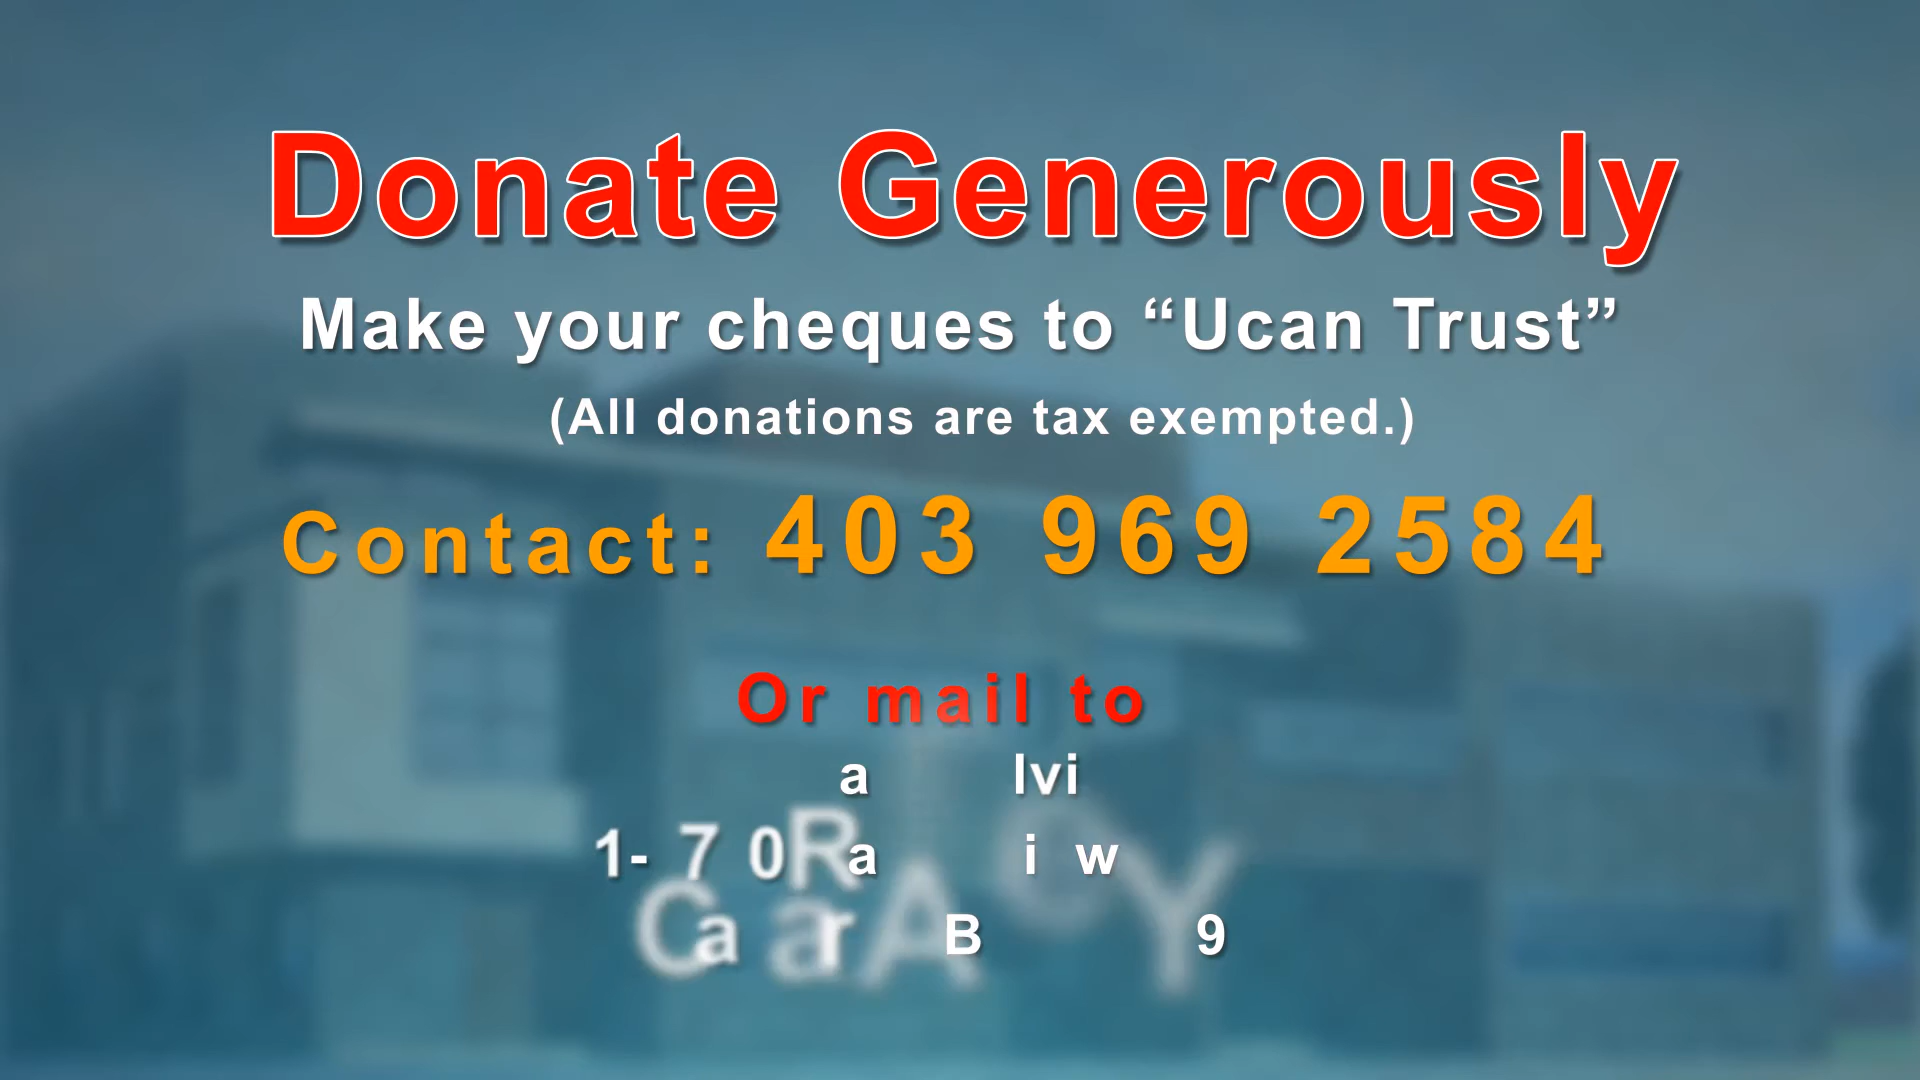 Donate Generously
Make your cheques to “Ucan Trust”
(All donations are tax exempted.)
Contact: 403 969 2584
Or mail to